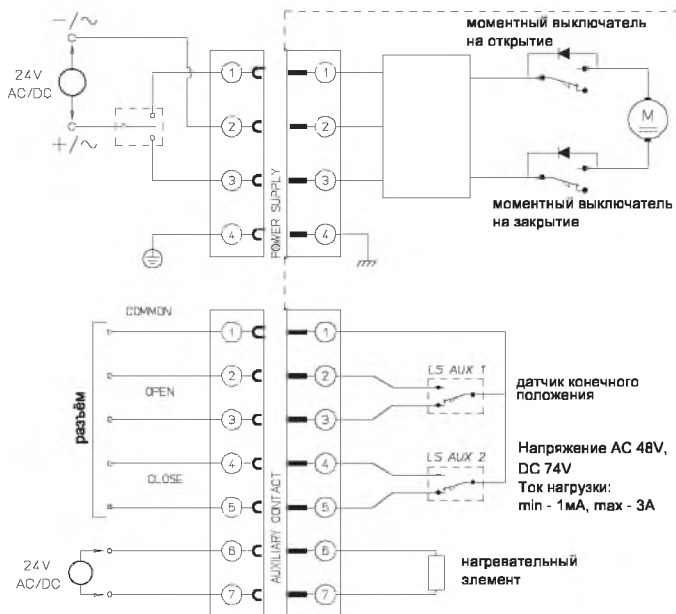 −/∼
24V
AC/DC
+/∼
1
2
3
4
POWER SUPPLY
1
2
3
4
моментный выключатель
на открытие
M
моментный выключатель
на закрытие
COMMON
OPEN
CLOSE
разъём
1
2
3
4
5
6
7
AUXILIARY CONTACT
1
2
3
4
5
6
7
LS AUX 1
LS AUX 2
датчик конечного
положения
Напряжение AC 48V,
DC 74V
Ток нагрузки:
min - 1мА, max - 3А
24V
AC/DC
нагревательный
элемент